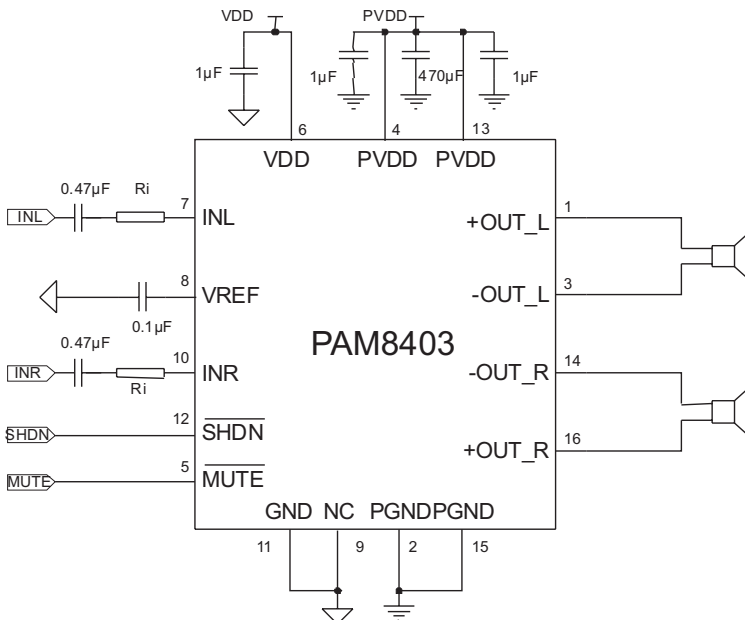 VDD PVDD
1µF 1µF 470µF 1µF
6 4 13
VDD PVDD PVDD
0.47µF Ri
7 1
INL INL +OUT_L
8 3
VREF -OUT_L
0.1µF
PAM8403
0.47µF
10 14
INR INR -OUT_R
Ri
12 16
SHDN SHDN +OUT_R
5
MUTE MUTE
GND NC PGND PGND
11 9 2 15